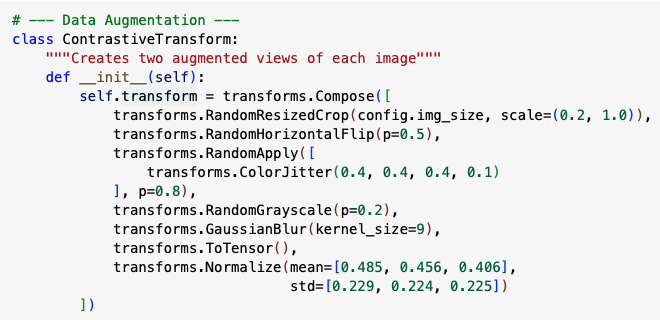 # --- Data Augmentation ---
class ContrastiveTransform:
    """Creates two augmented views of each image"""
    def __init__(self):
        self.transform = transforms.Compose([
            transforms.RandomResizedCrop(config.img_size, scale=(0.2, 1.0)),
            transforms.RandomHorizontalFlip(p=0.5),
            transforms.RandomApply([
                transforms.ColorJitter(0.4, 0.4, 0.4, 0.1)
            ], p=0.8),
            transforms.RandomGrayscale(p=0.2),
            transforms.GaussianBlur(kernel_size=9),
            transforms.ToTensor(),
            transforms.Normalize(mean=[0.485, 0.456, 0.406],
                                 std=[0.229, 0.224, 0.225])
        ])